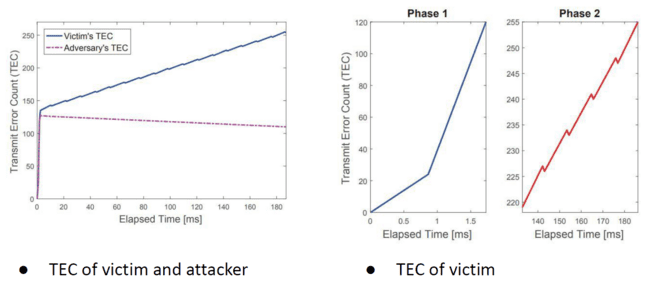 Victim's TEC
Adversary's TEC
Transmit Error Count (TEC)
250
200
150
100
50
0
0 20 40 60 80 100 120 140 160 180
Elapsed Time [ms]
Phase 1
Transmit Error Count (TEC)
120
100
80
60
40
20
0
0 0.5 1 1.5
Elapsed Time [ms]
Phase 2
255
250
245
240
235
230
225
220
140 150 160 170 180
Elapsed Time [ms]
● TEC of victim and attacker
● TEC of victim